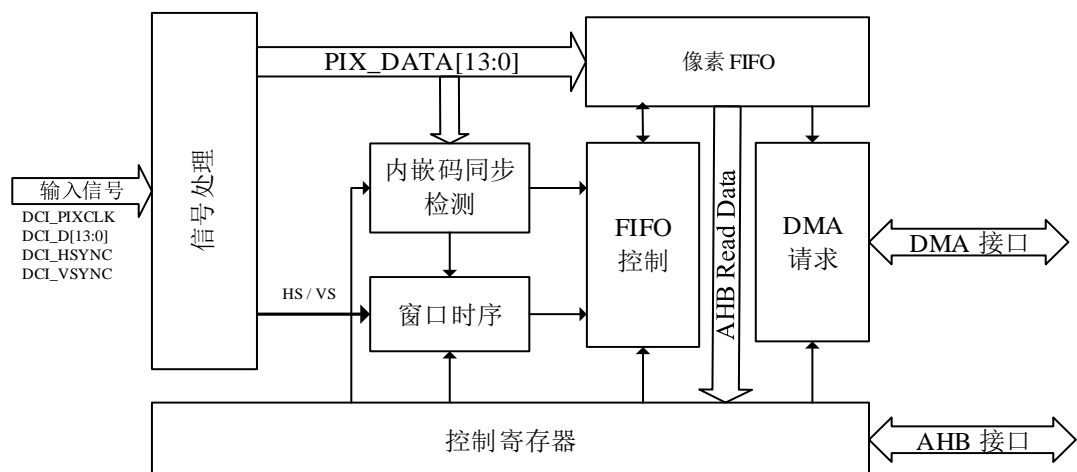 PIX_DATA[13:0]
像素 FIFO
信号处理
输入信号
DCI_PIXCLK
DCI_D[13:0]
DCI_HSYNC
DCI_VSYNC
内嵌码同步
检测
HS / VS
窗口时序
FIFO
控制
AHB Read Data
DMA
请求
DMA 接口
控制寄存器
AHB 接口